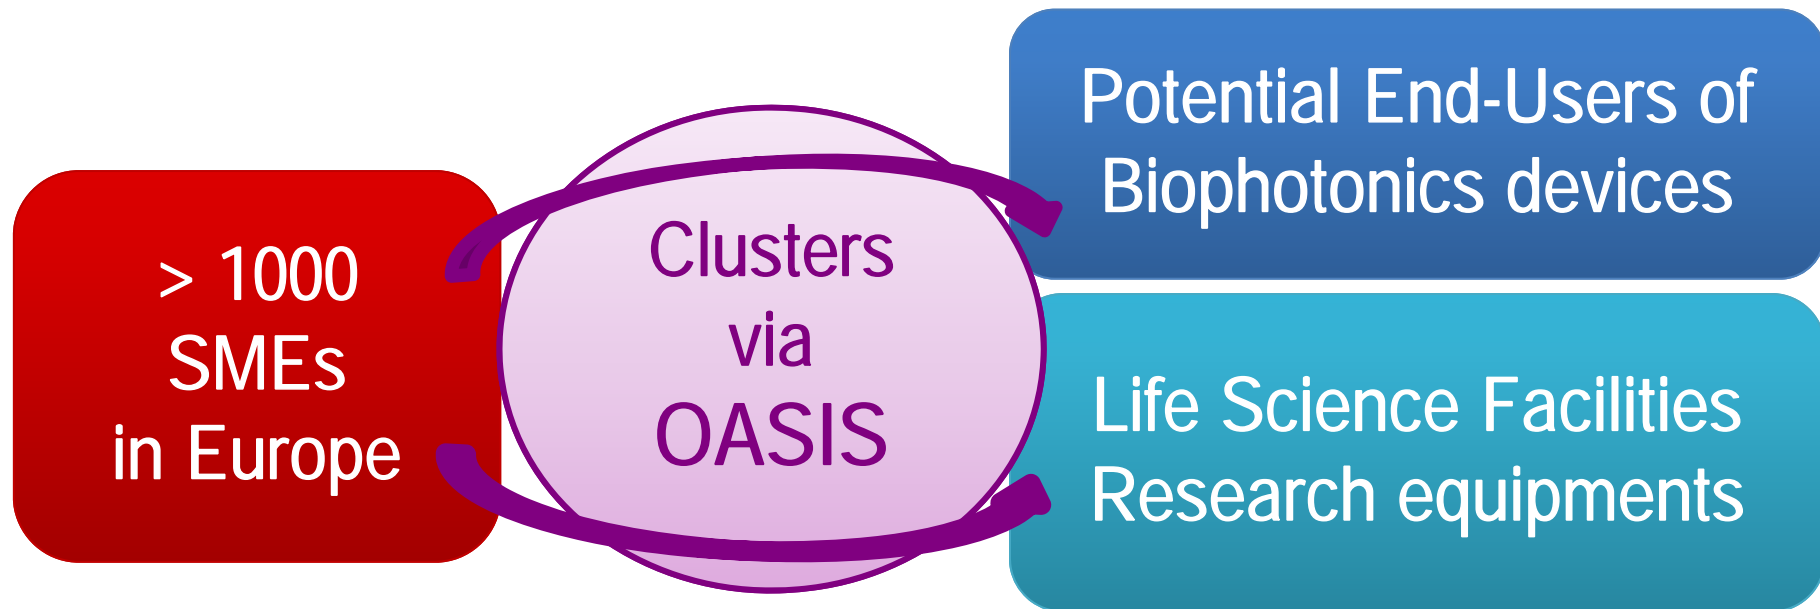 > 1000
SMEs
in Europe
Clusters
via
OASIS
Potential End-Users of
Biophotonics devices
Life Science Facilities
Research equipments